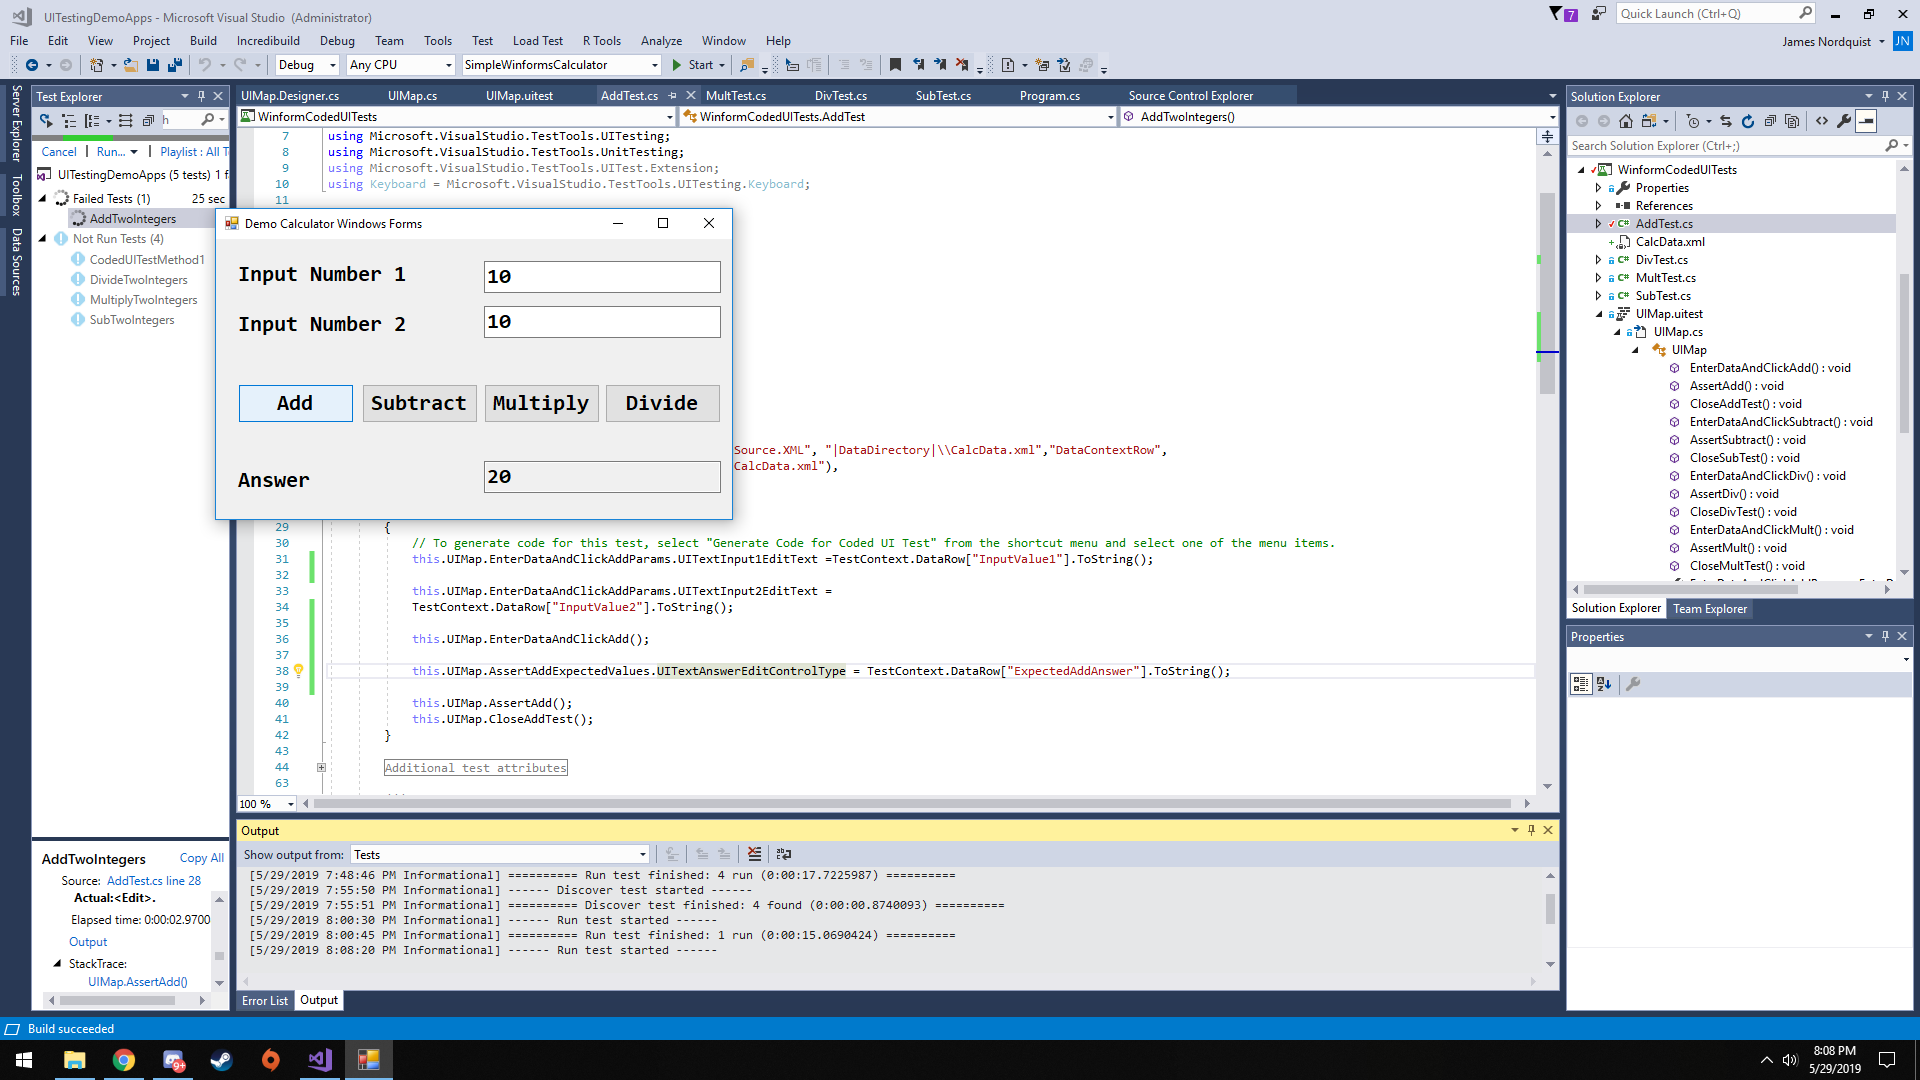 UITestingDemoApps - Microsoft Visual Studio (Administrator)
7
Quick Launch (Ctrl+Q)
File Edit View Project Build Incredibuild Debug Team Tools Test Load Test R Tools Analyze Window Help
James Nordquist JN
Debug Any CPU SimpleWinformsCalculator Start
Server Explorer
Toolbox
Data Sources
Test Explorer
h
Cancel Run... Playlist : All T
UITestingDemoApps (5 tests) 1 f
Failed Tests (1) 25 sec
AddTwoIntegers
Not Run Tests (4)
CodedUITestMethod1
DivideTwoIntegers
MultiplyTwoIntegers
SubTwoIntegers
AddTwoIntegers Copy All
Source: AddTest.cs line 28
Actual:<Edit>.
Elapsed time: 0:00:02.9700
Output
StackTrace:
UIMap.AssertAdd()
UIMap.Designer.cs UIMap.cs UIMap.uitest AddTest.cs MultTest.cs DivTest.cs SubTest.cs Program.cs Source Control Explorer
WinformCodedUITests WinformCodedUITests.AddTest AddTwoIntegers()
7 using Microsoft.VisualStudio.TestTools.UITesting;
8 using Microsoft.VisualStudio.TestTools.UnitTesting;
9 using Microsoft.VisualStudio.TestTools.UITest.Extension;
10 using Keyboard = Microsoft.VisualStudio.TestTools.UITesting.Keyboard;
11
Demo Calculator Windows Forms
Input Number 1 10
Input Number 2 10
Add Subtract Multiply Divide
Answer 20
Source.XML", "|DataDirectory|\\CalcData.xml","DataContextRow",
CalcData.xml"),
29 {
30 // To generate code for this test, select "Generate Code for Coded UI Test" from the shortcut menu and select one of the menu items.
31 this.UIMap.EnterDataAndClickAddParams.UITextInput1EditText =TestContext.DataRow["InputValue1"].ToString();
32
33 this.UIMap.EnterDataAndClickAddParams.UITextInput2EditText =
34 TestContext.DataRow["InputValue2"].ToString();
35
36 this.UIMap.EnterDataAndClickAdd();
37
38 this.UIMap.AssertAddExpectedValues.UITextAnswerEditControlType = TestContext.DataRow["ExpectedAddAnswer"].ToString();
39
40 this.UIMap.AssertAdd();
41 this.UIMap.CloseAddTest();
42 }
43
44 Additional test attributes
63
100 %
Output
Show output from: Tests
[5/29/2019 7:48:46 PM Informational] ========== Run test finished: 4 run (0:00:17.7225987) ==========
[5/29/2019 7:55:50 PM Informational] ------ Discover test started ------
[5/29/2019 7:55:51 PM Informational] ========== Discover test finished: 4 found (0:00:00.8740093) ==========
[5/29/2019 8:00:30 PM Informational] ------ Run test started ------
[5/29/2019 8:00:45 PM Informational] ========== Run test finished: 1 run (0:00:15.0690424) ==========
[5/29/2019 8:08:20 PM Informational] ------ Run test started ------
Error List Output
Solution Explorer
Search Solution Explorer (Ctrl+;)
WinformCodedUITests
Properties
References
AddTest.cs
CalcData.xml
DivTest.cs
MultTest.cs
SubTest.cs
UIMap.uitest
UIMap.cs
UIMap
EnterDataAndClickAdd() : void
AssertAdd() : void
CloseAddTest() : void
EnterDataAndClickSubtract() : void
AssertSubtract() : void
CloseSubTest() : void
EnterDataAndClickDiv() : void
AssertDiv() : void
CloseDivTest() : void
EnterDataAndClickMult() : void
AssertMult() : void
CloseMultTest() : void
Solution Explorer Team Explorer
Properties
Build succeeded
9+
8:08 PM
5/29/2019